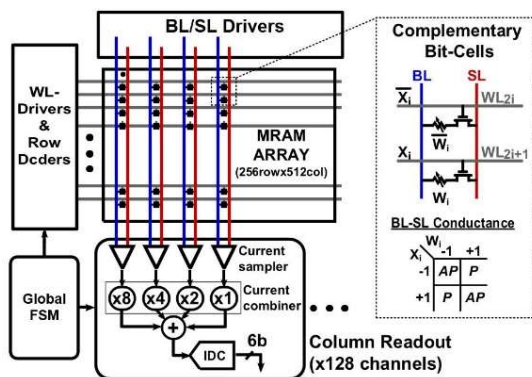 BL/SL Drivers
WL-
Drivers
&
Row
Dcders
MRAM
ARRAY
(256rowx512col)
Global
FSM
Current
sampler
Current
combiner
x8
x4
x2
x1
+
IDC
6b
Column Readout
(x128 channels)
Complementary
Bit-Cells
BL
SL
X̅i
WL2i
W̅i
Xi
WL2i+1
Wi
BL-SL Conductance
Wi
Xi
-1 +1
-1 AP P
+1 P AP